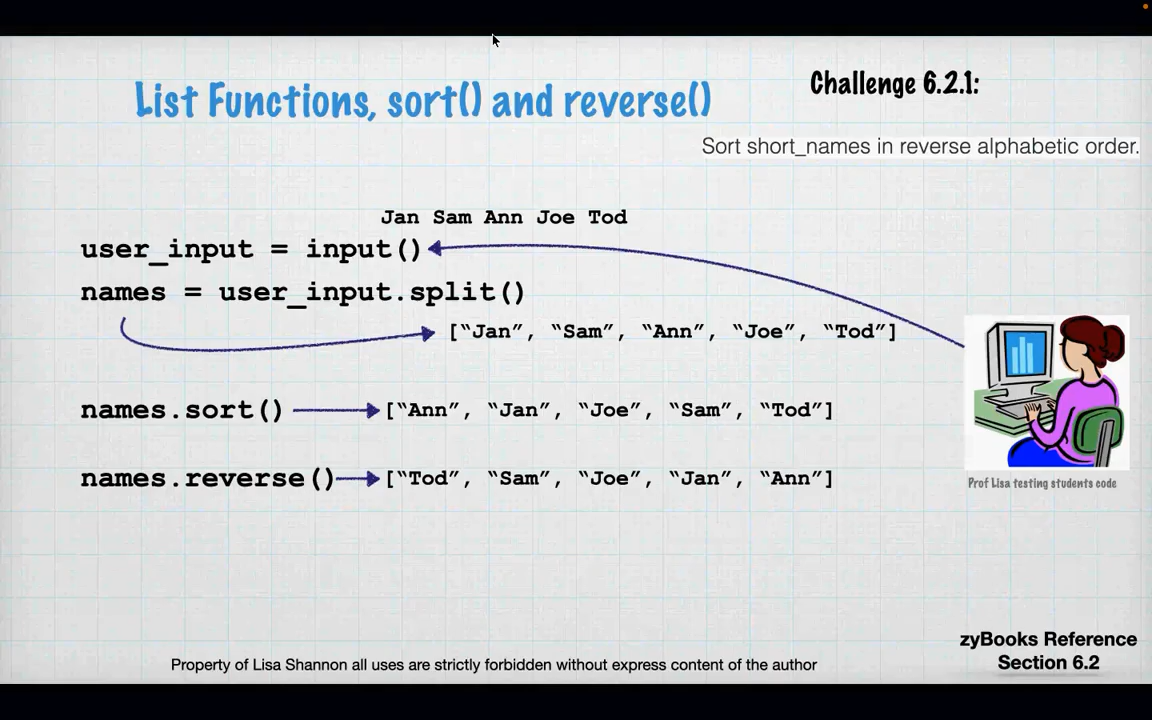 List Functions, sort() and reverse()
Challenge 6.2.1:
Sort short_names in reverse alphabetic order.
Jan Sam Ann Joe Tod
user_input = input()
names = user_input.split()
[“Jan”, “Sam”, “Ann”, “Joe”, “Tod”]
names.sort()
[“Ann”, “Jan”, “Joe”, “Sam”, “Tod”]
names.reverse()
[“Tod”, “Sam”, “Joe”, “Jan”, “Ann”]
Prof Lisa testing students code
zyBooks Reference
Section 6.2
Property of Lisa Shannon all uses are strictly forbidden without express content of the author